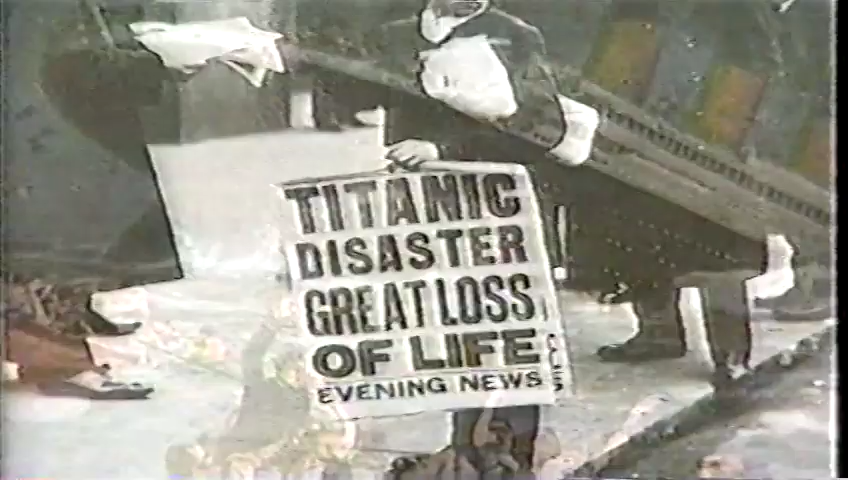 TITANIC
DISASTER
GREAT LOSS
OF LIFE
EVENING NEWS